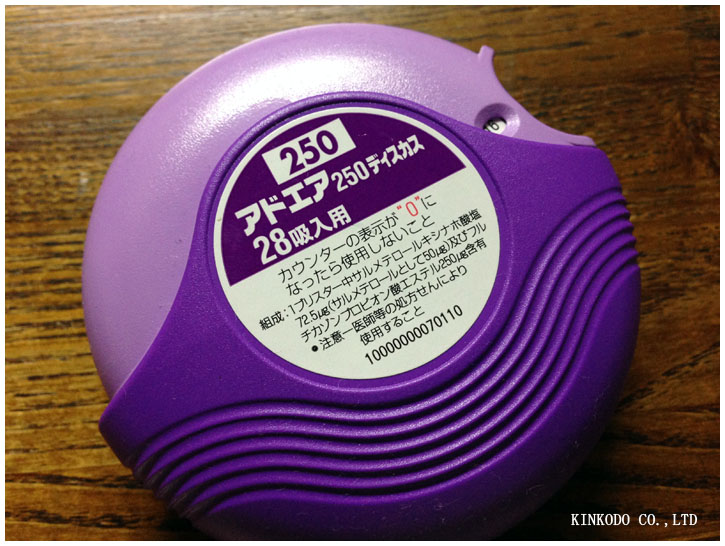 16
250
アドエア250ディスカス
28吸入用
カウンターの表示が"0"に
なったら使用しないこと
組成:1ブリスター中サルメテロールキシナホ酸塩
72.5μg(サルメテロールとして50μg)及びフル
チカゾンプロピオン酸エステル250μg含有
●注意ー医師等の処方せんにより
使用すること
10000000070110
KINKODO CO.,LTD